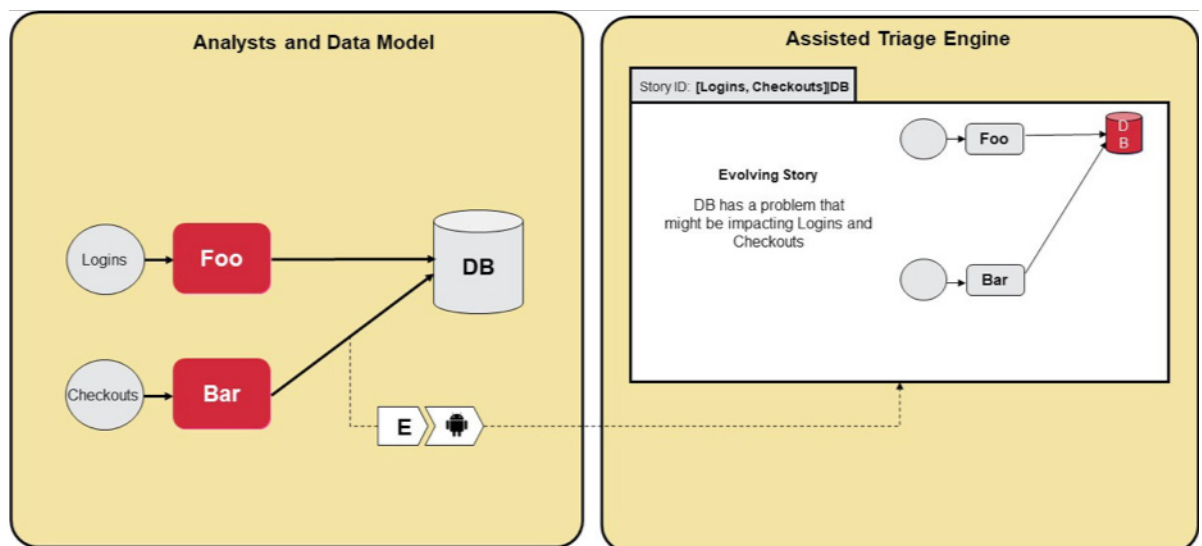 Analysts and Data Model
Logins
Foo
DB
Checkouts
Bar
E
Assisted Triage Engine
Story ID: [Logins, Checkouts]|DB
Evolving Story
DB has a problem that
might be impacting Logins and
Checkouts
Foo
D
B
Bar